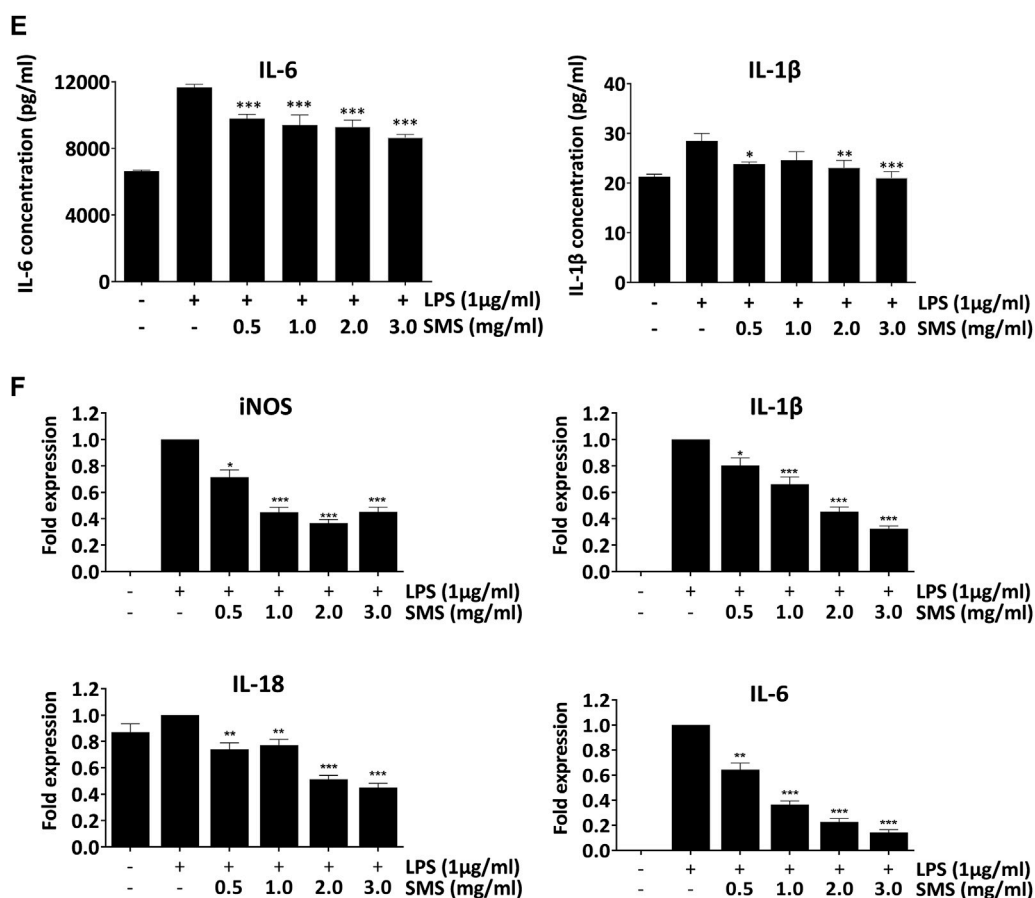 E
IL-6
IL-6 concentration (pg/ml)
12000
8000
4000
0
*** *** *** ***
- + + + + + LPS (1µg/ml)
- - 0.5 1.0 2.0 3.0 SMS (mg/ml)
IL-1β
IL-1β concentration (pg/ml)
40
30
20
10
0
* ** ***
- + + + + + LPS (1µg/ml)
- - 0.5 1.0 2.0 3.0 SMS (mg/ml)
F
iNOS
Fold expression
1.2
1.0
0.8
0.6
0.4
0.2
0.0
* *** *** ***
- + + + + + LPS (1µg/ml)
- - 0.5 1.0 2.0 3.0 SMS (mg/ml)
IL-1β
Fold expression
1.2
1.0
0.8
0.6
0.4
0.2
0.0
* *** *** ***
- + + + + + LPS (1µg/ml)
- - 0.5 1.0 2.0 3.0 SMS (mg/ml)
IL-18
Fold expression
1.2
1.0
0.8
0.6
0.4
0.2
0.0
** ** *** ***
- + + + + + LPS (1µg/ml)
- - 0.5 1.0 2.0 3.0 SMS (mg/ml)
IL-6
Fold expression
1.2
1.0
0.8
0.6
0.4
0.2
0.0
** *** *** ***
- + + + + + LPS (1µg/ml)
- - 0.5 1.0 2.0 3.0 SMS (mg/ml)